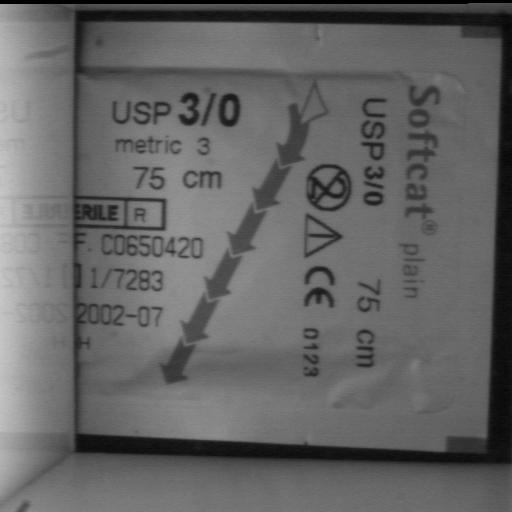 USP 3/0
metric 3
75 cm
ERILE R
F. C0650420
1/7283
2002-07
H
Softcat® plain
USP 3/0 75 cm
CE 0123